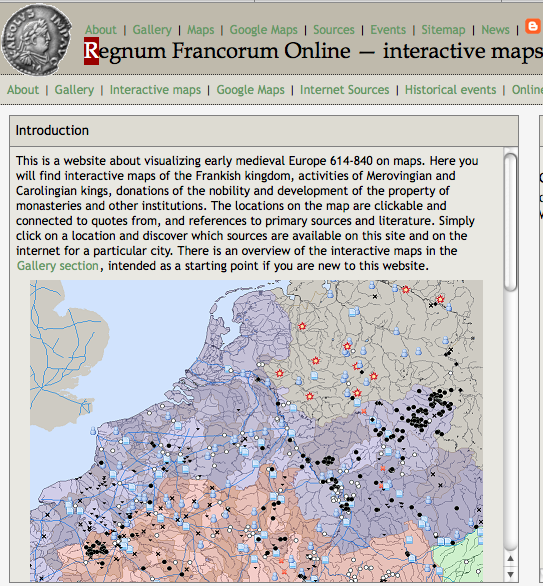 About | Gallery | Maps | Google Maps | Sources | Events | Sitemap | News |
Regnum Francorum Online — interactive maps
About | Gallery | Interactive maps | Google Maps | Internet Sources | Historical events | Online
Introduction
This is a website about visualizing early medieval Europe 614-840 on maps. Here you
will find interactive maps of the Frankish kingdom, activities of Merovingian and
Carolingian kings, donations of the nobility and development of the property of
monasteries and other institutions. The locations on the map are clickable and
connected to quotes from, and references to primary sources and literature. Simply
click on a location and discover which sources are available on this site and on the
internet for a particular city. There is an overview of the interactive maps in the
Gallery section, intended as a starting point if you are new to this website.